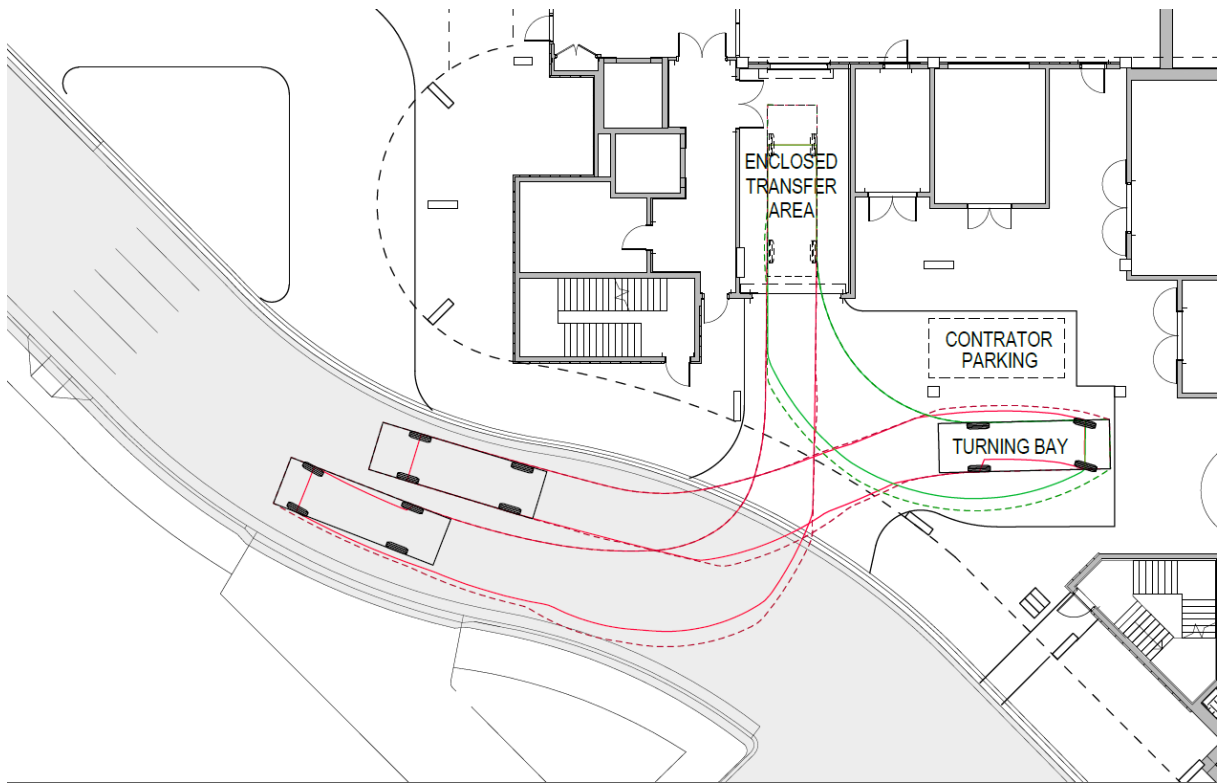 ENCLOSED
TRANSFER
AREA
CONTRATOR
PARKING
TURNING BAY